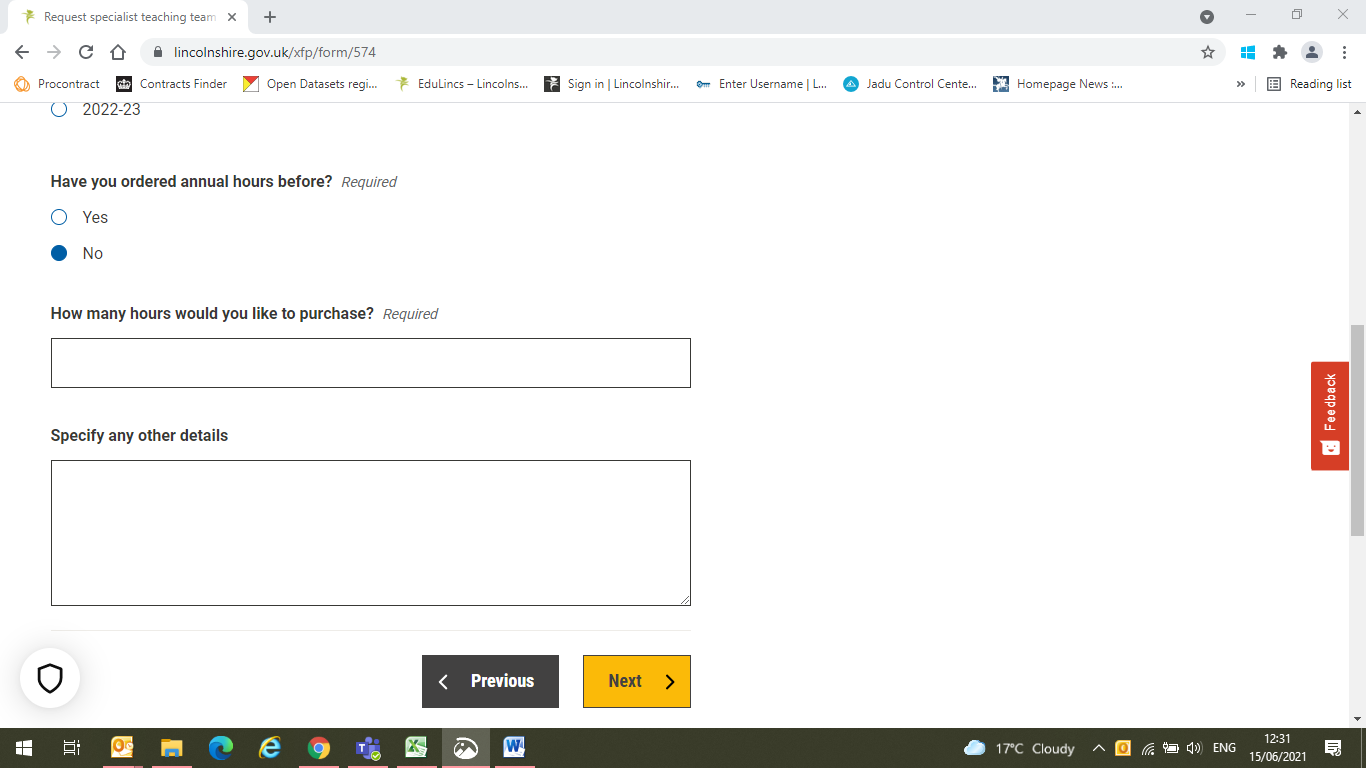 Request specialist teaching team
lincolnshire.gov.uk/xfp/form/574
Procontract Contracts Finder Open Datasets regi... EduLincs – Lincolns... Sign in | Lincolnshir... Enter Username | L... Jadu Control Cente... Homepage News :... » Reading list
2022-23
Have you ordered annual hours before? Required
Yes
No
How many hours would you like to purchase? Required
Feedback
Specify any other details
Previous Next
17°C Cloudy ENG 12:31
15/06/2021